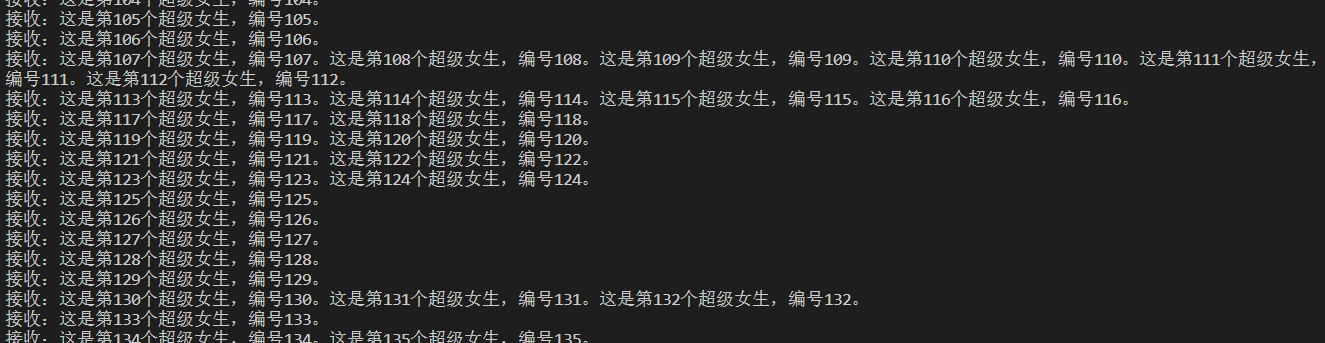 接收：这是第104个超级女生，编号104。
接收：这是第105个超级女生，编号105。
接收：这是第106个超级女生，编号106。
接收：这是第107个超级女生，编号107。这是第108个超级女生，编号108。这是第109个超级女生，编号109。这是第110个超级女生，编号110。这是第111个超级女生，
编号111。这是第112个超级女生，编号112。
接收：这是第113个超级女生，编号113。这是第114个超级女生，编号114。这是第115个超级女生，编号115。这是第116个超级女生，编号116。
接收：这是第117个超级女生，编号117。这是第118个超级女生，编号118。
接收：这是第119个超级女生，编号119。这是第120个超级女生，编号120。
接收：这是第121个超级女生，编号121。这是第122个超级女生，编号122。
接收：这是第123个超级女生，编号123。这是第124个超级女生，编号124。
接收：这是第125个超级女生，编号125。
接收：这是第126个超级女生，编号126。
接收：这是第127个超级女生，编号127。
接收：这是第128个超级女生，编号128。
接收：这是第129个超级女生，编号129。
接收：这是第130个超级女生，编号130。这是第131个超级女生，编号131。这是第132个超级女生，编号132。
接收：这是第133个超级女生，编号133。
接收：这是第134个超级女生，编号134。这是第135个超级女生，编号135。